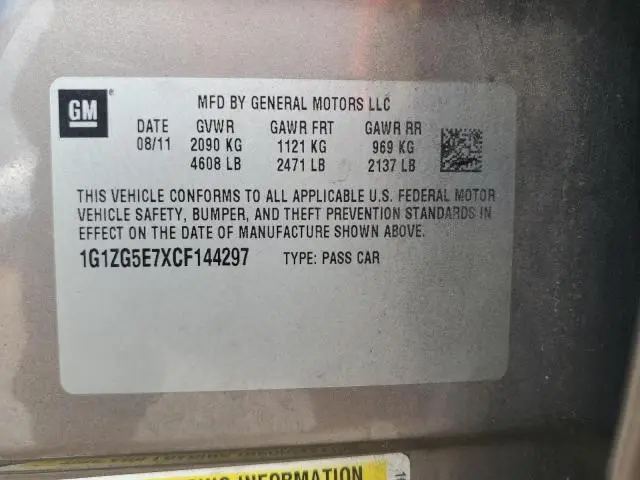 GM
MFD BY GENERAL MOTORS LLC
DATE GVWR GAWR FRT GAWR RR
08/11 2090 KG 1121 KG 969 KG
4608 LB 2471 LB 2137 LB
THIS VEHICLE CONFORMS TO ALL APPLICABLE U.S. FEDERAL MOTOR
VEHICLE SAFETY, BUMPER, AND THEFT PREVENTION STANDARDS IN
EFFECT ON THE DATE OF MANUFACTURE SHOWN ABOVE.
1G1ZG5E7XCF144297 TYPE: PASS CAR
INFORMATION